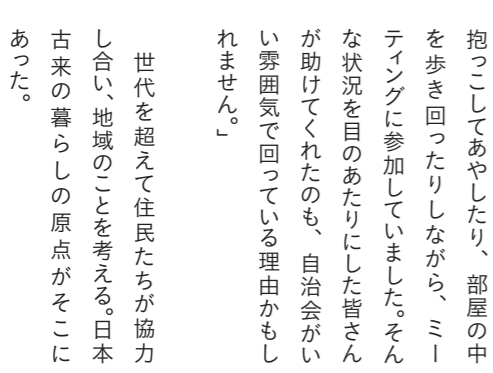 抱っこしてあやしたり、部屋の中
を歩き回ったりしながら、ミー
ティングに参加していました。そん
な状況を目のあたりにした皆さん
が助けてくれたのも、自治会がい
い雰囲気で回っている理由かもし
れません。」
世代を超えて住民たちが協力
し合い、地域のことを考える。日本
古来の暮らしの原点がそこに
あった。